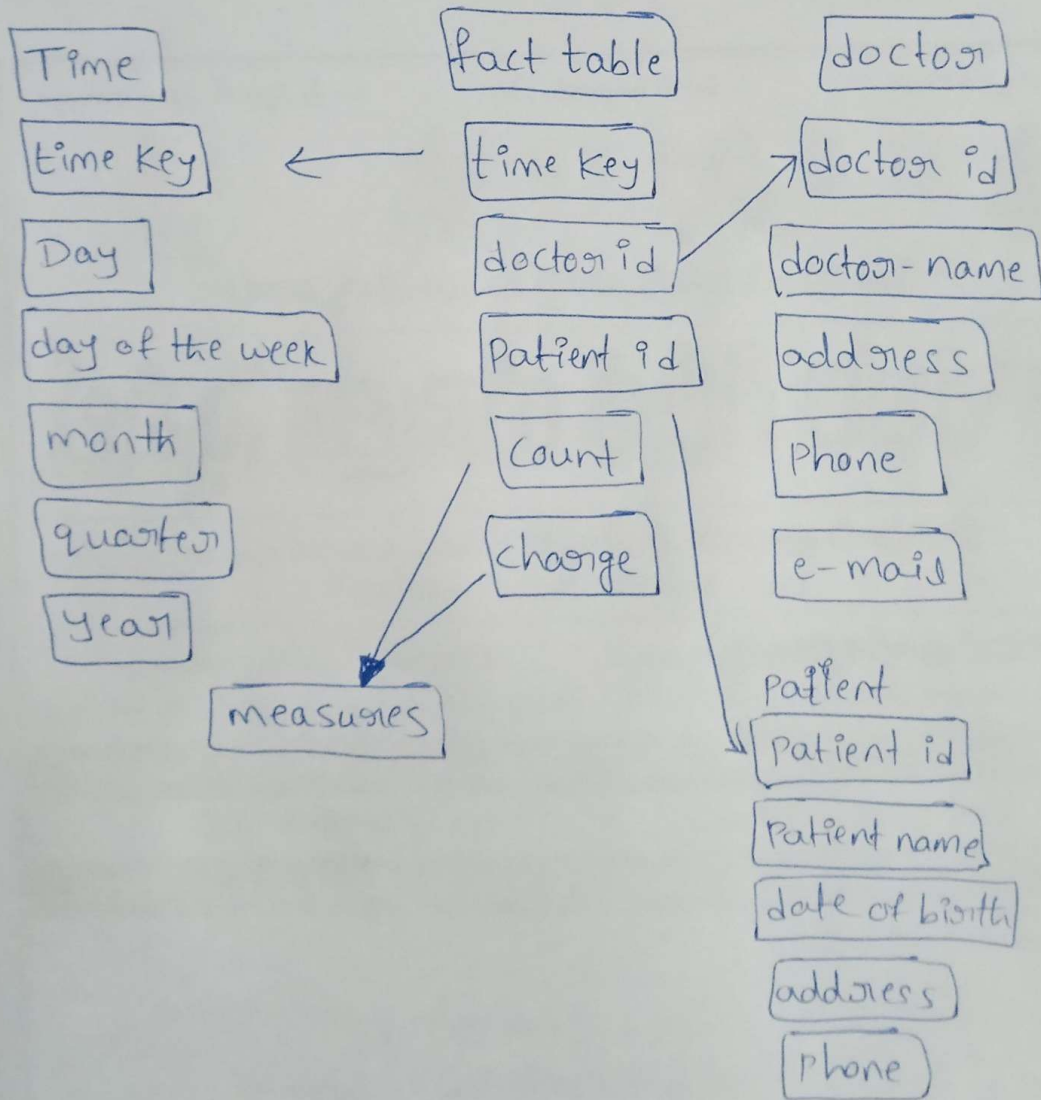 Time
time key
Day
day of the week
month
quarter
year
fact table
time key
doctor id
patient id
count
charge
measures
doctor
doctor id
doctor-name
address
phone
e-mail
patient
patient id
patient name
date of birth
address
phone